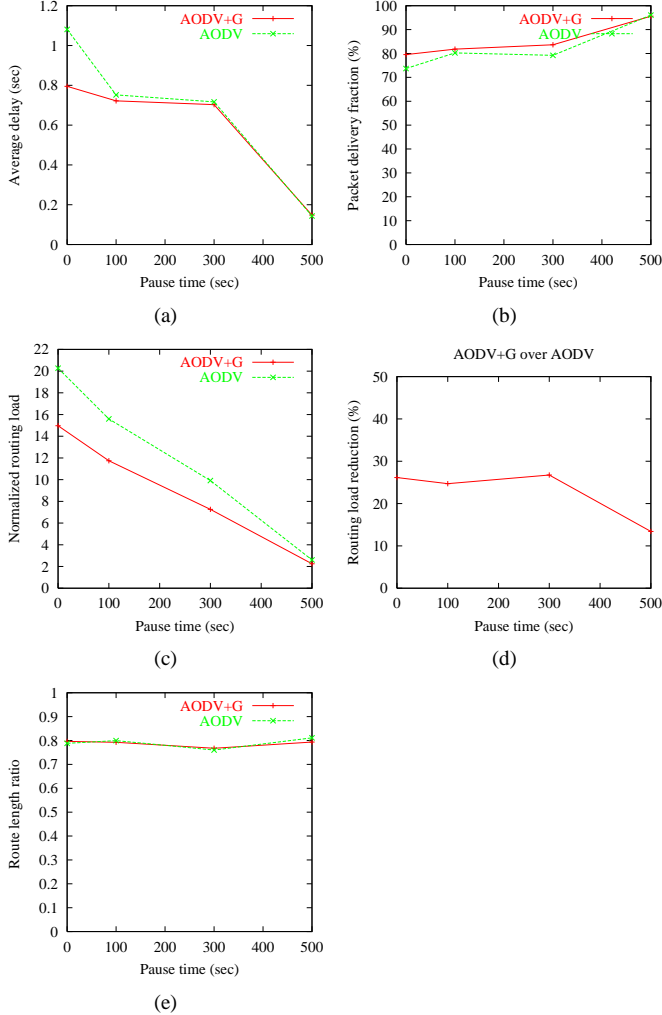 1.2
1
0.8
0.6
0.4
0.2
0
0 100 200 300 400 500
Average delay (sec)
Pause time (sec)
AODV+G
AODV
(a)
100
90
80
70
60
50
40
30
20
10
0
0 100 200 300 400 500
Packet delivery fraction (%)
Pause time (sec)
AODV+G
AODV
(b)
22
20
18
16
14
12
10
8
6
4
2
0
0 100 200 300 400 500
Normalized routing load
Pause time (sec)
AODV+G
AODV
(c)
AODV+G over AODV
50
40
30
20
10
0
0 100 200 300 400 500
Routing load reduction (%)
Pause time (sec)
(d)
1
0.9
0.8
0.7
0.6
0.5
0.4
0.3
0.2
0.1
0
0 100 200 300 400 500
Route length ratio
Pause time (sec)
AODV+G
AODV
(e)